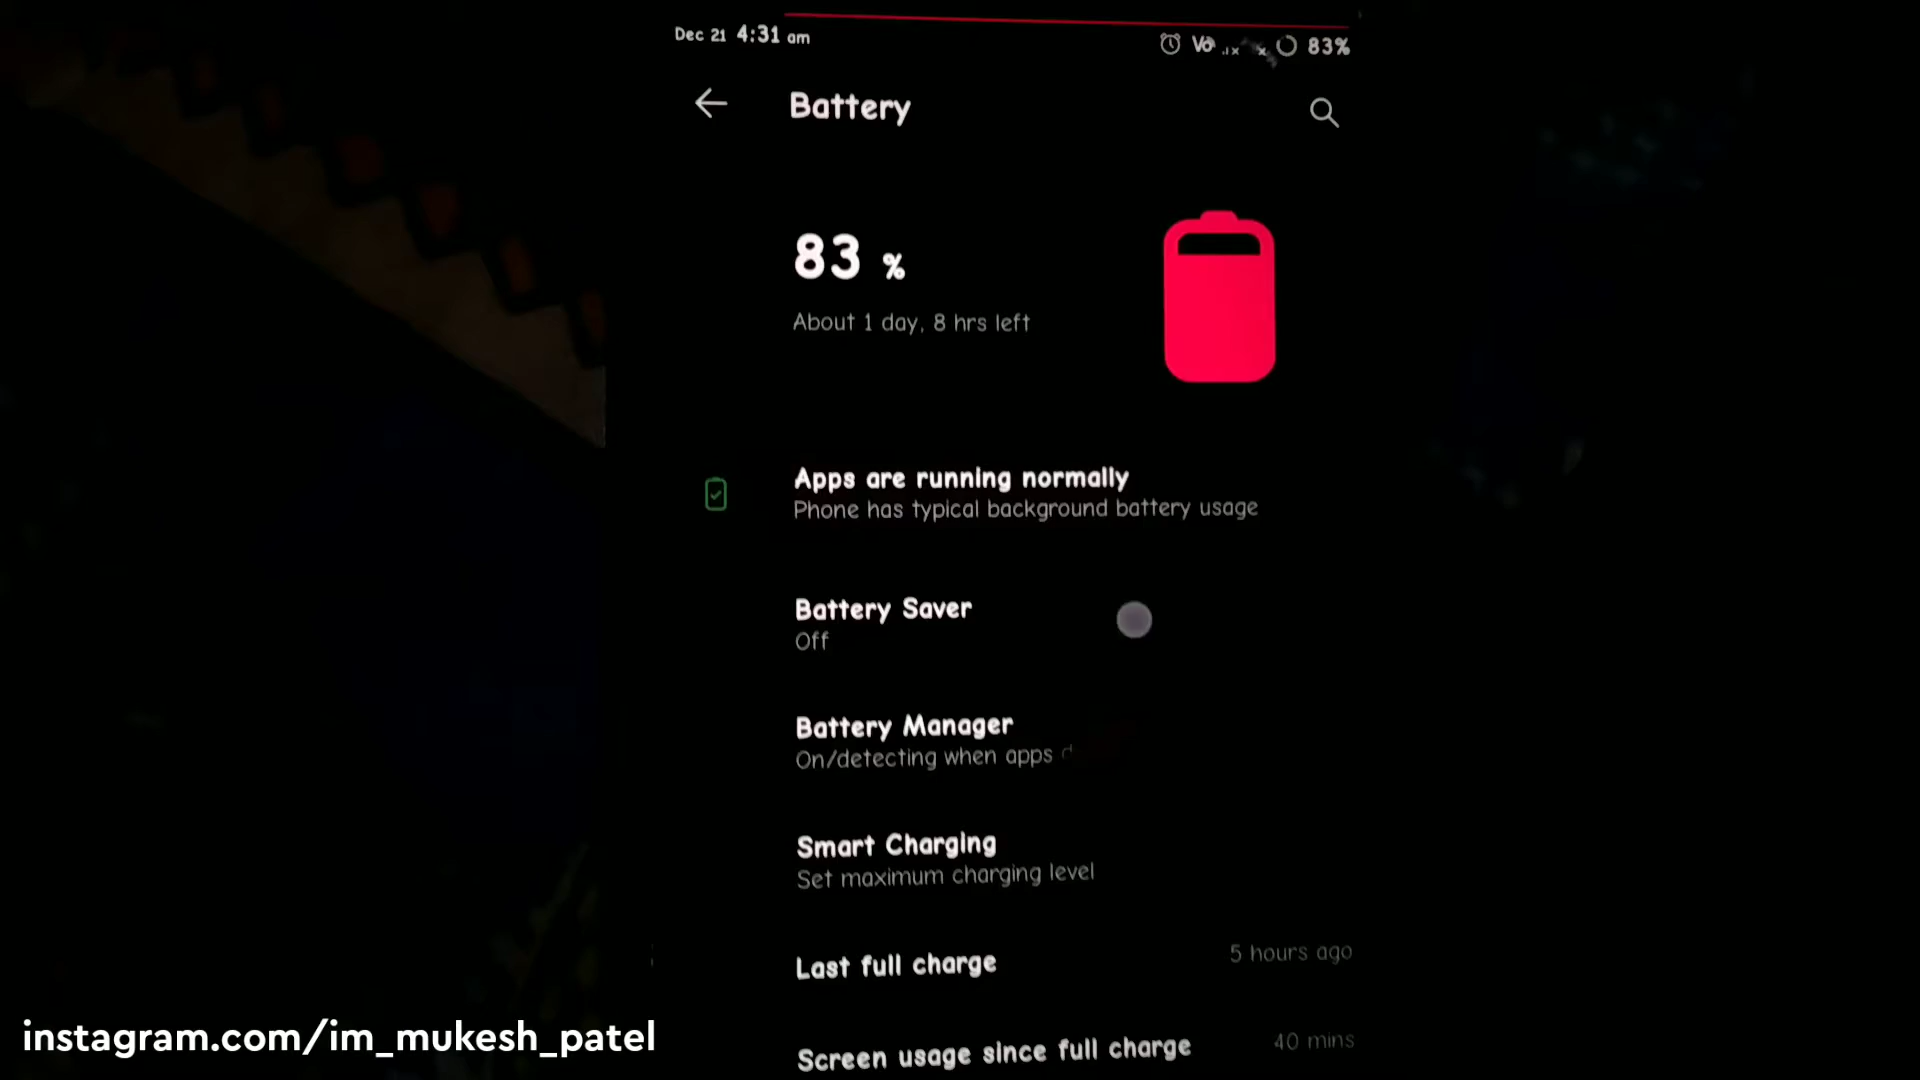 Dec 21 4:31 am
83%
Battery
83 %
About 1 day, 8 hrs left
Apps are running normally
Phone has typical background battery usage
Battery Saver
Off
Battery Manager
On/detecting when apps
Smart Charging
Set maximum charging level
Last full charge
5 hours ago
Screen usage since full charge
40 mins
instagram.com/im_mukesh_patel